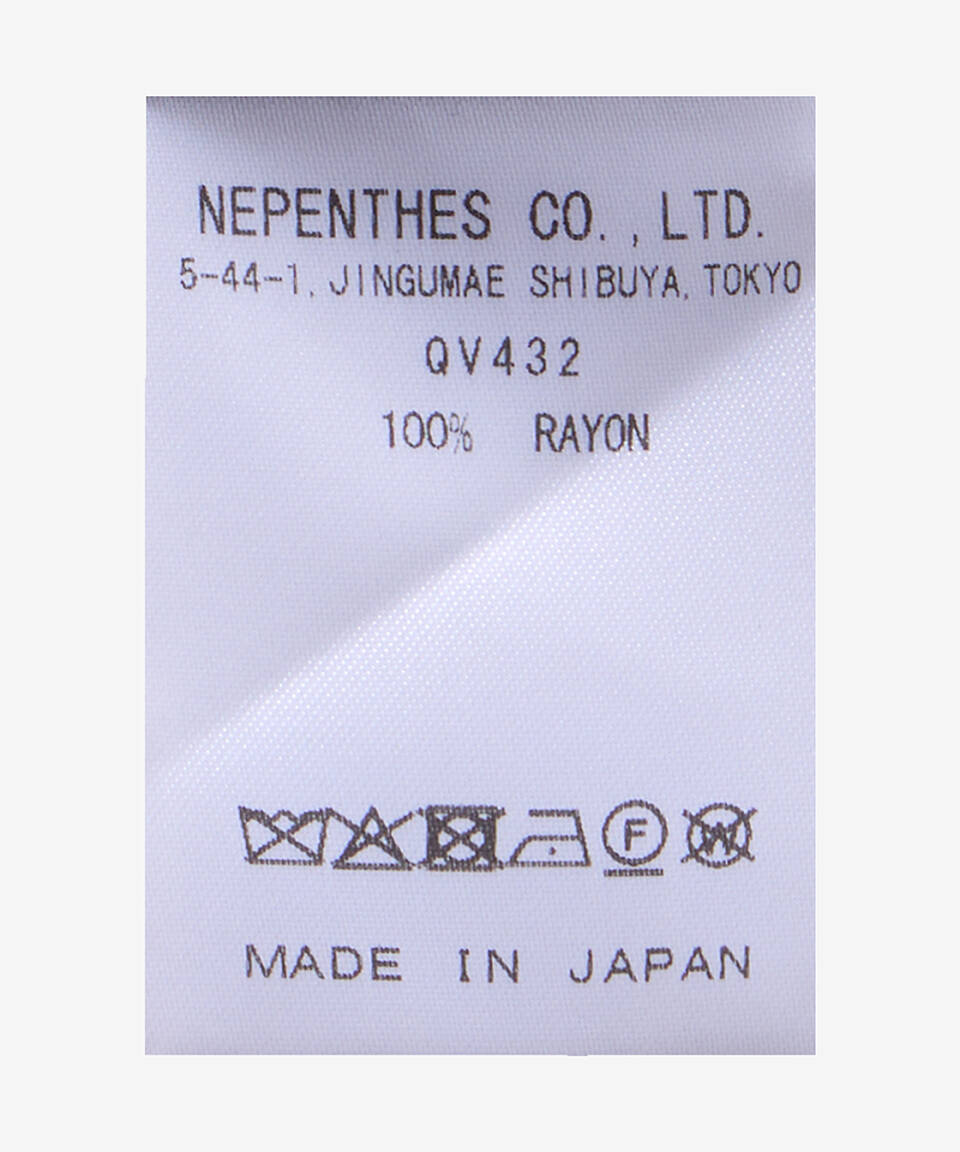 NEPENTHES CO., LTD.
5-44-1, JINGUMAE SHIBUYA, TOKYO
QV432
100% RAYON
F W
MADE IN JAPAN